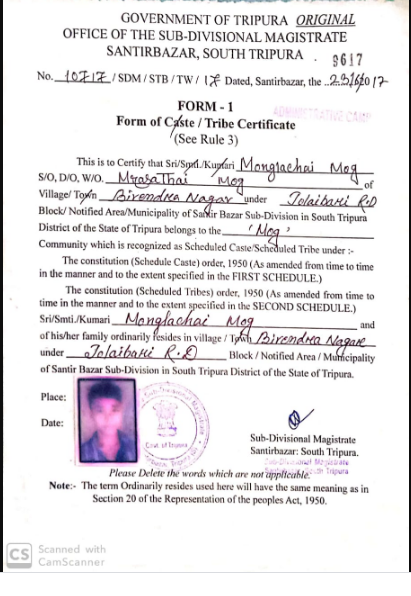 GOVERNMENT OF TRIPURA ORIGINAL
OFFICE OF THE SUB-DIVISIONAL MAGISTRATE
SANTIRBAZAR, SOUTH TRIPURA . 9617
No. 10717 / SDM / STB / TW / 17 Dated, Santirbazar, the ..23/6/2017
ADMINISTRATIVE CAMP
FORM - 1
Form of Caste / Tribe Certificate
(See Rule 3)
This is to Certify that Sri/Smti./Kumari Monglachai Mog
S/O, D/O, W/O. Mrasathai Mog of
Village/ Town Birendra Nagar under Jolaibari R.D
Block/ Notified Area/Municipality of Santir Bazar Sub-Division in South Tripura
District of the State of Tripura belongs to the 'Mog'
Community which is recognized as Scheduled Caste/Scheduled Tribe under :-
The constitution (Schedule Caste) order, 1950 (As amended from time to time
in the manner and to the extent specified in the FIRST SCHEDULE.)
The constitution (Scheduled Tribes) order, 1950 (As amended from time to
time in the manner and to the extent specified in the SECOND SCHEDULE.)
Sri/Smti./Kumari Monglachai Mog and
of his/her family ordinarily resides in village / Town Birendra Nagar
under Jolaibari R.D Block / Notified Area / Municipality
of Santir Bazar Sub-Division in South Tripura District of the State of Tripura.
Place:
Date:
Sub-Divisional Magistrate
Govt. of Tripura
Sub-Divisional Magistrate
Santirbazar: South Tripura.
Sub-Divisional Magistrate
South Tripura
Please Delete the words which are not applicable.
Note:- The term Ordinarily resides used here will have the same meaning as in
Section 20 of the Representation of the peoples Act, 1950.
CS Scanned with
CamScanner